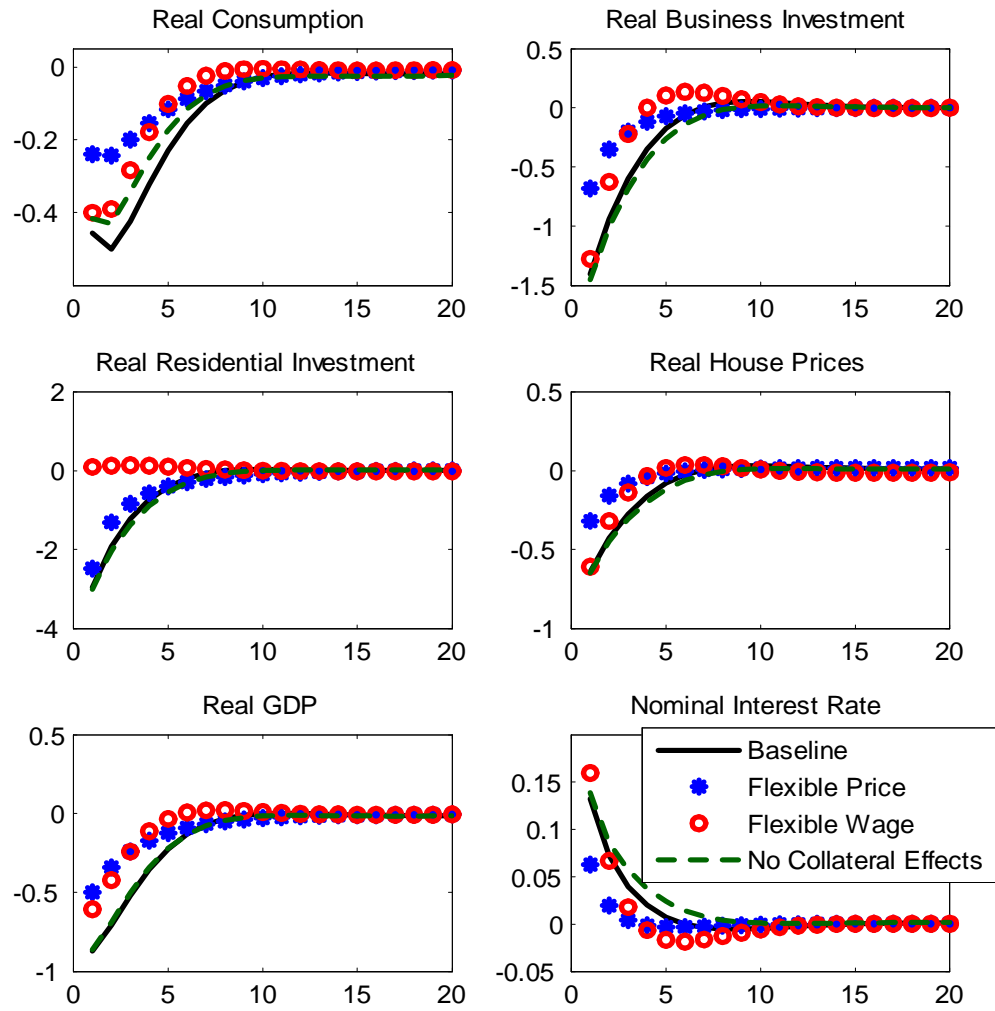 Real Consumption
0
-0.2
-0.4
0 5 10 15 20
Real Business Investment
0.5
0
-0.5
-1
-1.5
0 5 10 15 20
Real Residential Investment
2
0
-2
-4
0 5 10 15 20
Real House Prices
0.5
0
-0.5
-1
0 5 10 15 20
Real GDP
0.5
0
-0.5
-1
0 5 10 15 20
Nominal Interest Rate
0.15
0.1
0.05
0
-0.05
0 5 10 15 20
Baseline
Flexible Price
Flexible Wage
No Collateral Effects